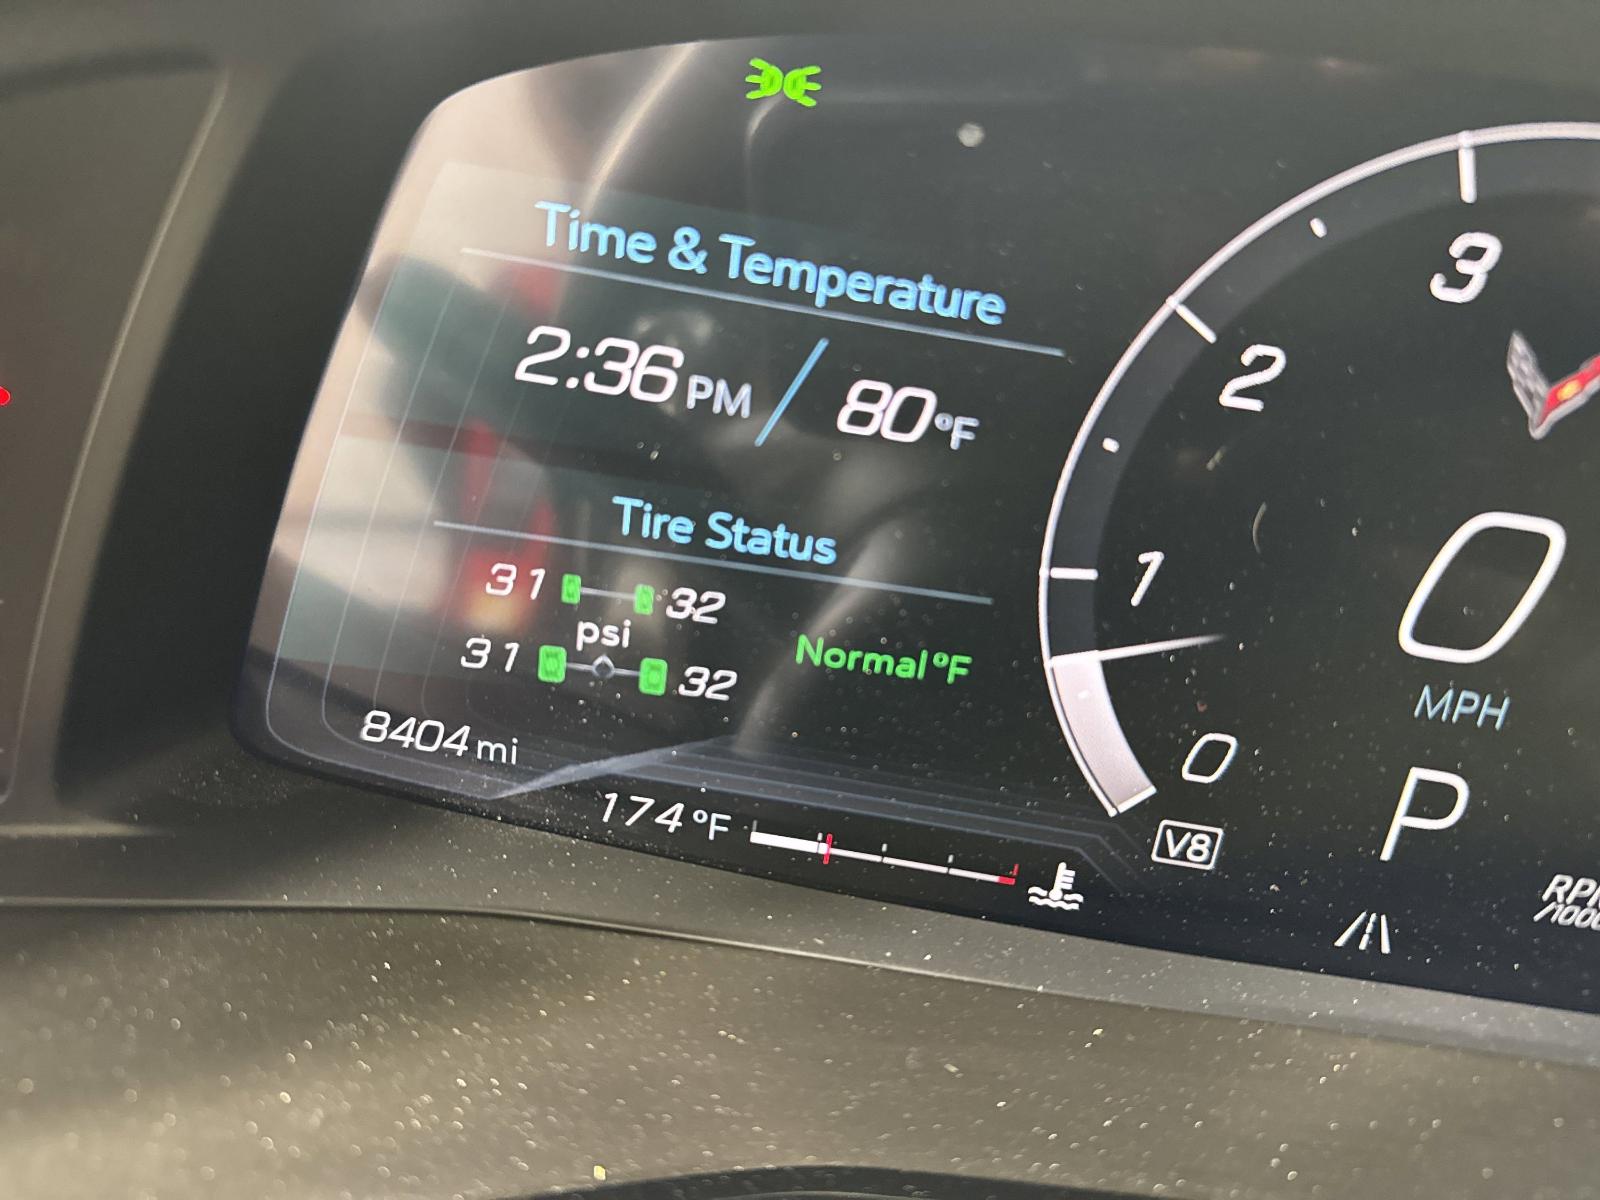 Time & Temperature
2:36 PM / 80 °F
Tire Status
31 32
psi
31 32
Normal °F
8404 mi
174 °F
3
2
1
0
0
MPH
P
V8